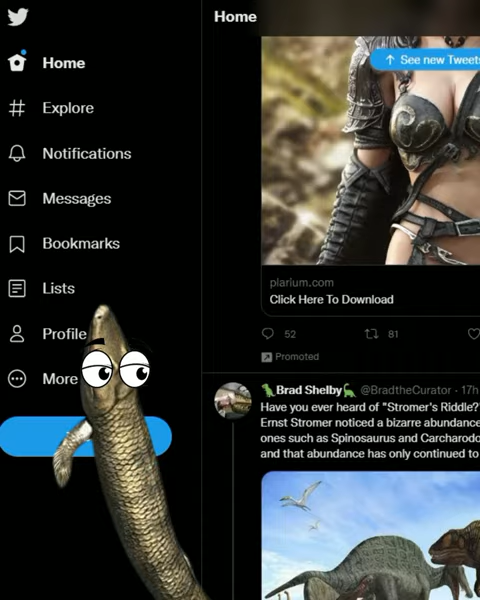 Home
Explore
Notifications
Messages
Bookmarks
Lists
Profile
More
Home
See new Tweets
plarium.com
Click Here To Download
52 81
Promoted
Brad Shelby @BradtheCurator · 17h
Have you ever heard of "Stromer's Riddle?"
Ernst Stromer noticed a bizarre abundance
ones such as Spinosaurus and Carcharodo
and that abundance has only continued to